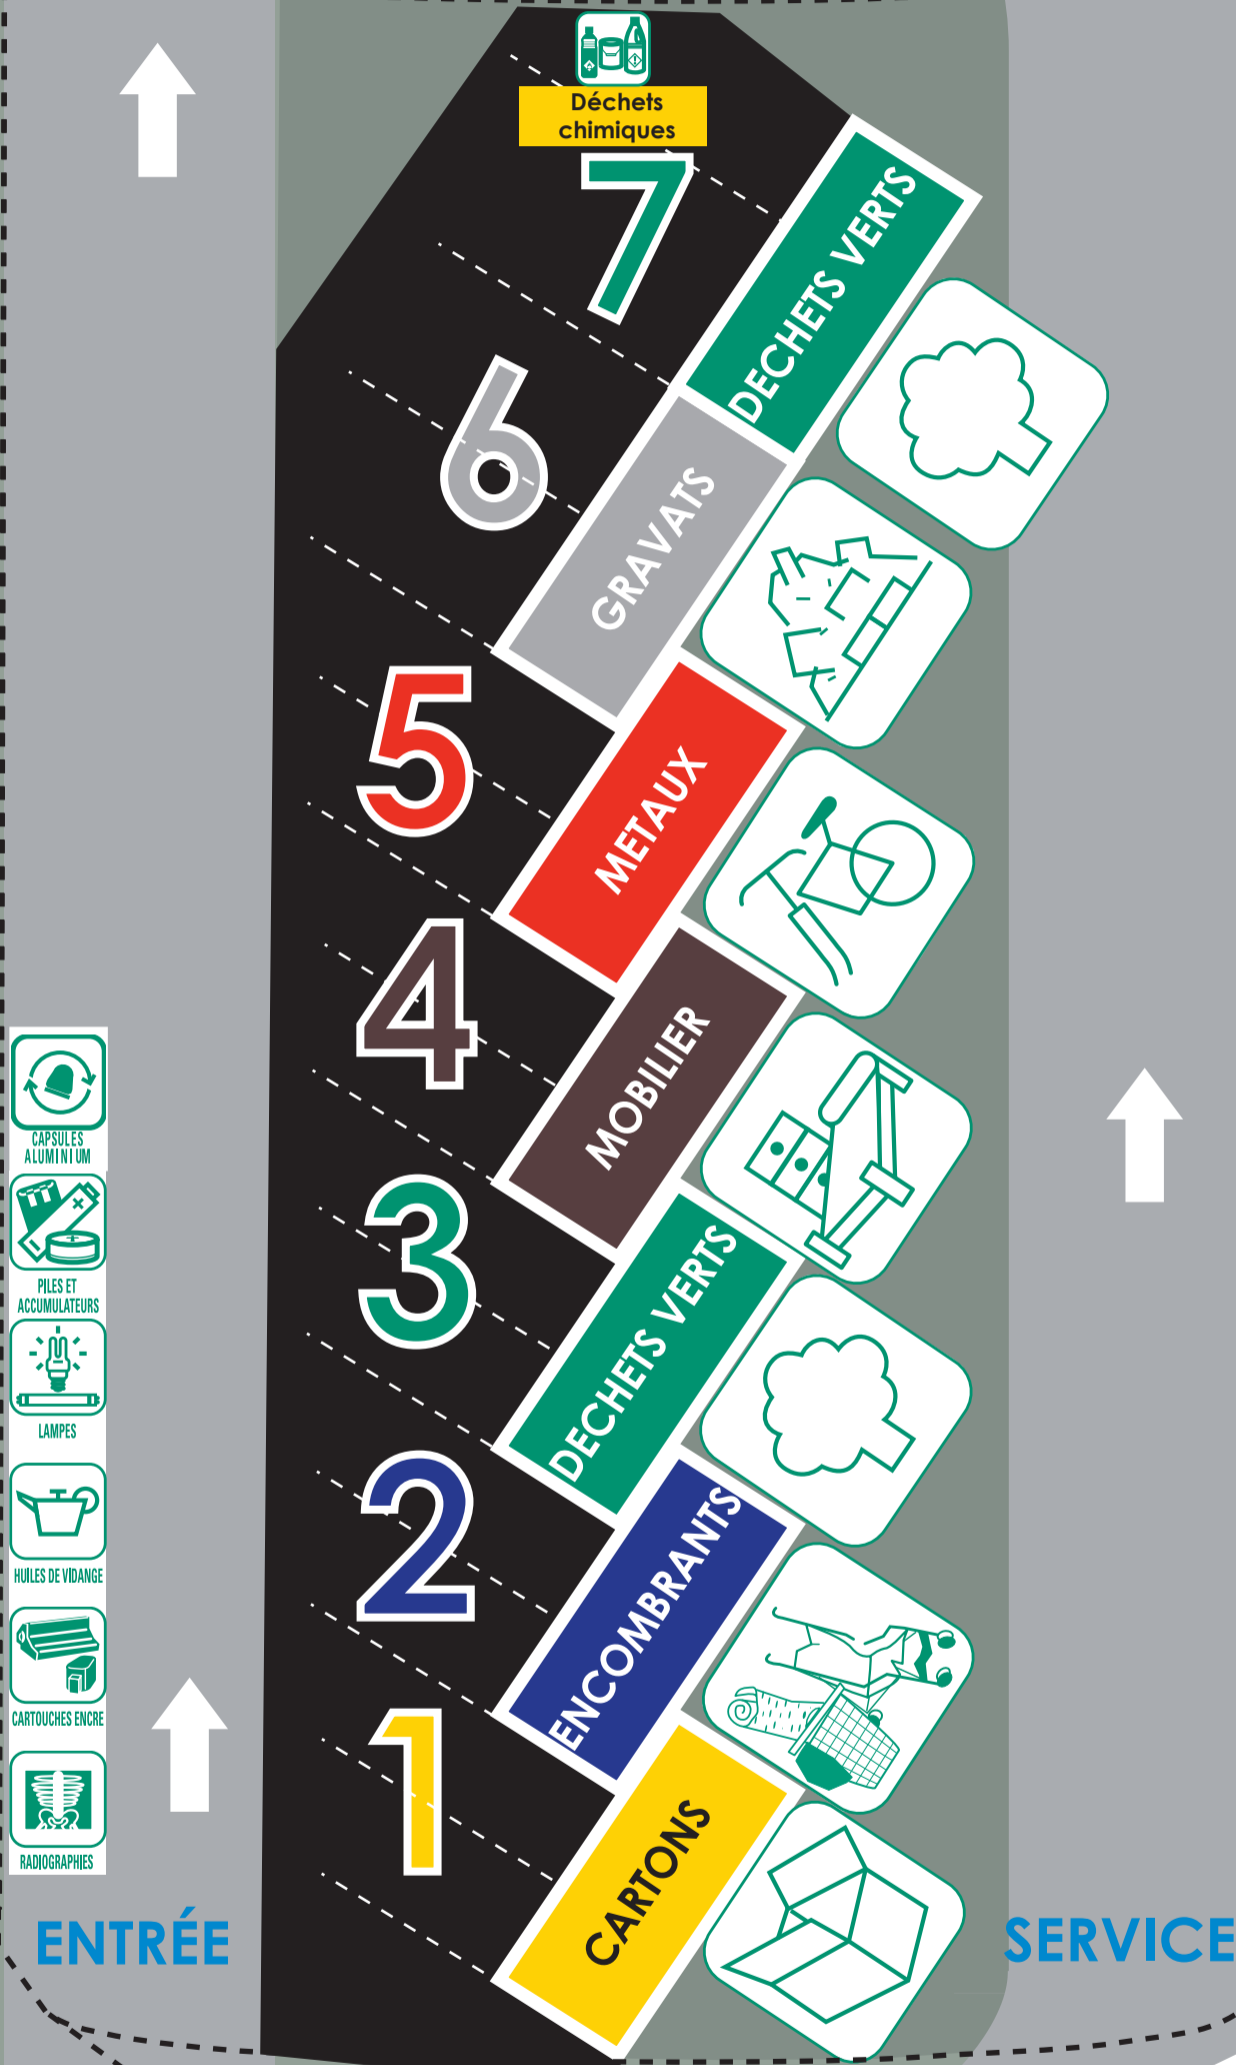 Déchets
chimiques
7
DECHETS VERTS
6
GRAVATS
5
METAUX
4
MOBILIER
3
DECHETS VERTS
2
ENCOMBRANTS
1
CARTONS
CAPSULES
ALUMINIUM
PILES ET
ACCUMULATEURS
LAMPES
HUILES DE VIDANGE
CARTOUCHES ENCRE
RADIOGRAPHIES
ENTRÉE
SERVICE